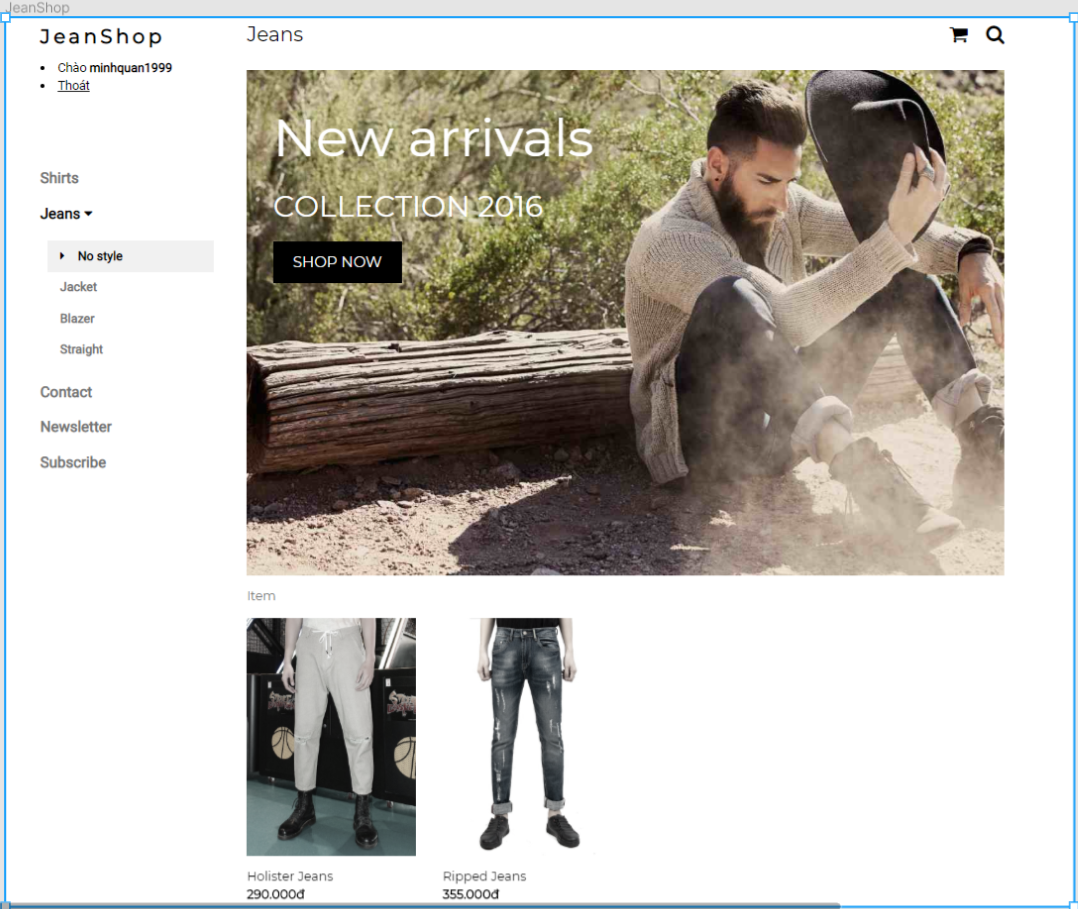 JeanShop
JeanShop
Chào minhquan1999
Thoát
Shirts
Jeans
No style
Jacket
Blazer
Straight
Contact
Newsletter
Subscribe
Jeans
New arrivals
COLLECTION 2016
SHOP NOW
Item
Holister Jeans
290.000đ
Ripped Jeans
355.000đ